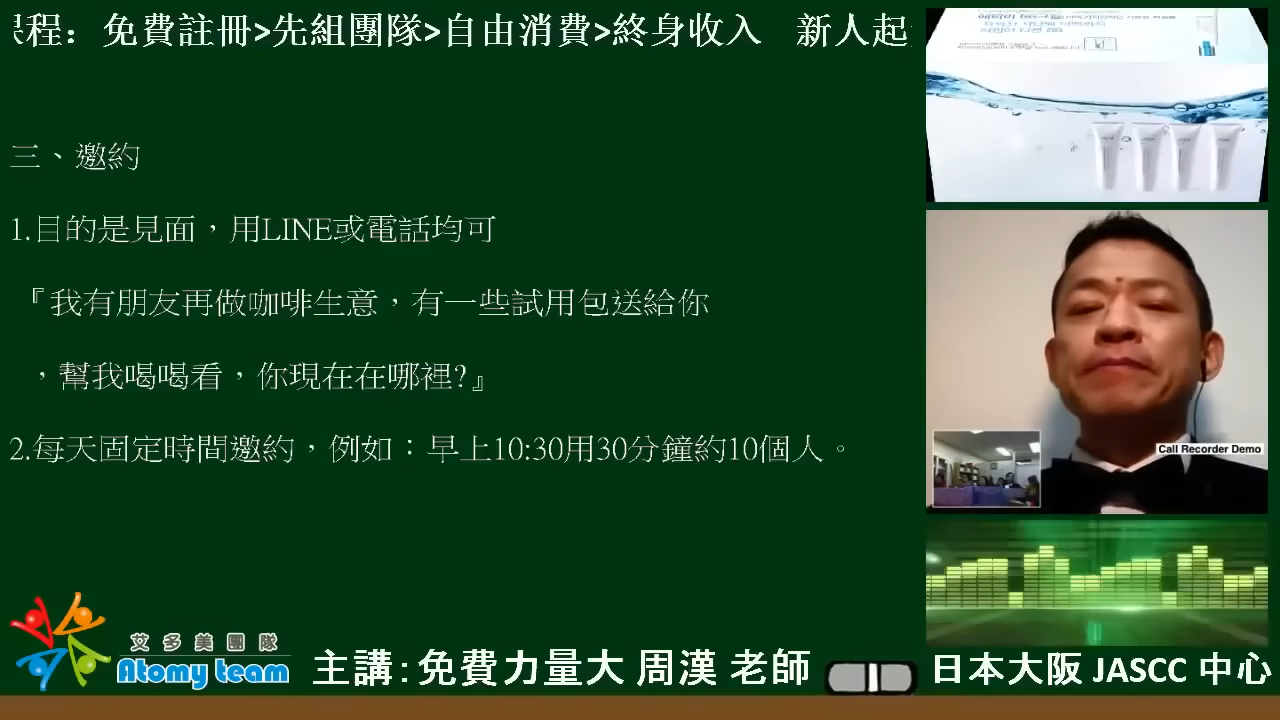 課程：免費註冊>先組團隊>自由消費>終身收入　新人起
三、邀約
1.目的是見面，用LINE或電話均可
『我有朋友再做咖啡生意，有一些試用包送給你
，幫我喝喝看，你現在在哪裡?』
2.每天固定時間邀約，例如：早上10:30用30分鐘約10個人。
Call Recorder Demo
艾多美團隊
Atomy team
主講:免費力量大 周漢 老師
日本大阪 JASCC 中心